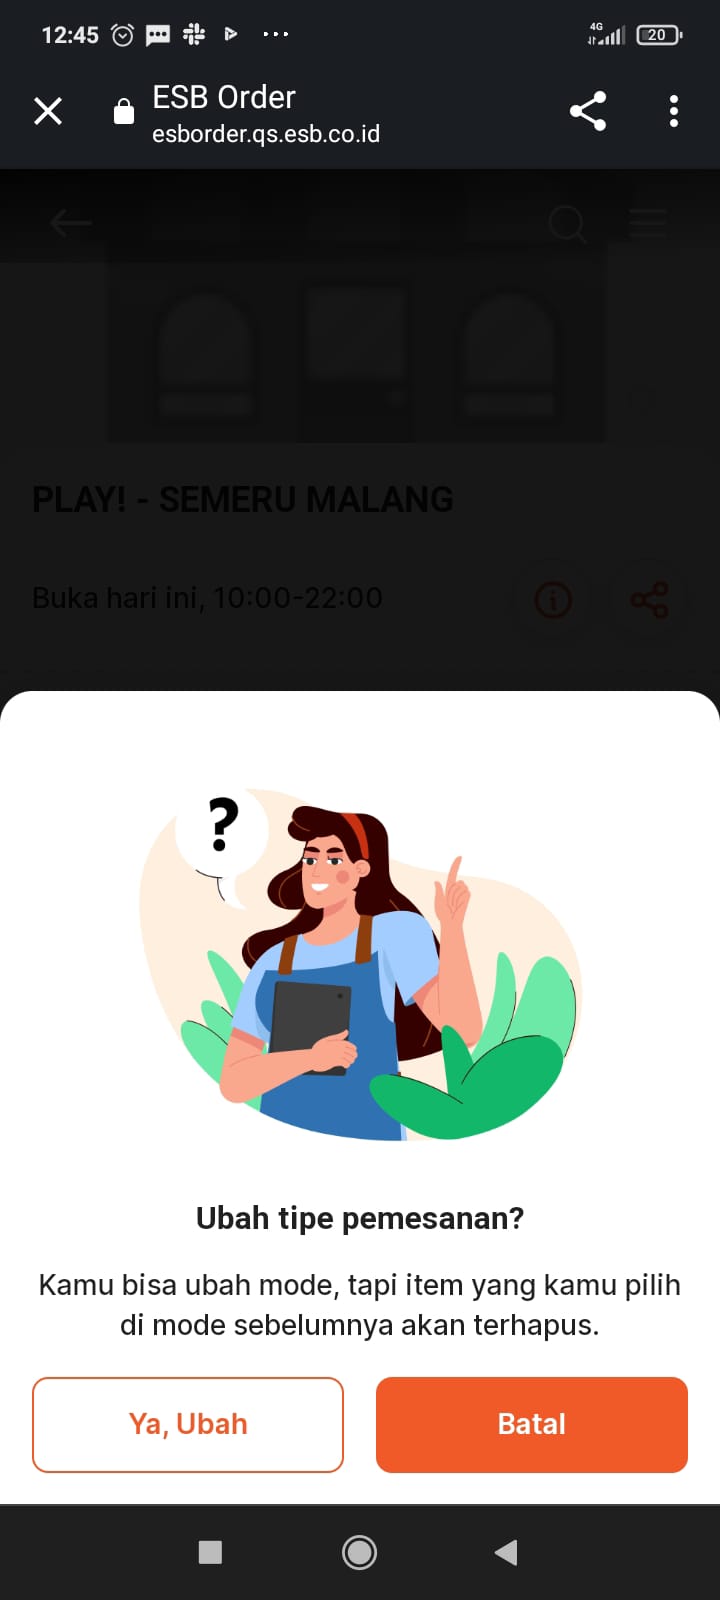 12:45
4G
20
ESB Order
esborder.qs.esb.co.id
PLAY! - SEMERU MALANG
Buka hari ini, 10:00-22:00
?
Ubah tipe pemesanan?
Kamu bisa ubah mode, tapi item yang kamu pilih
di mode sebelumnya akan terhapus.
Ya, Ubah
Batal